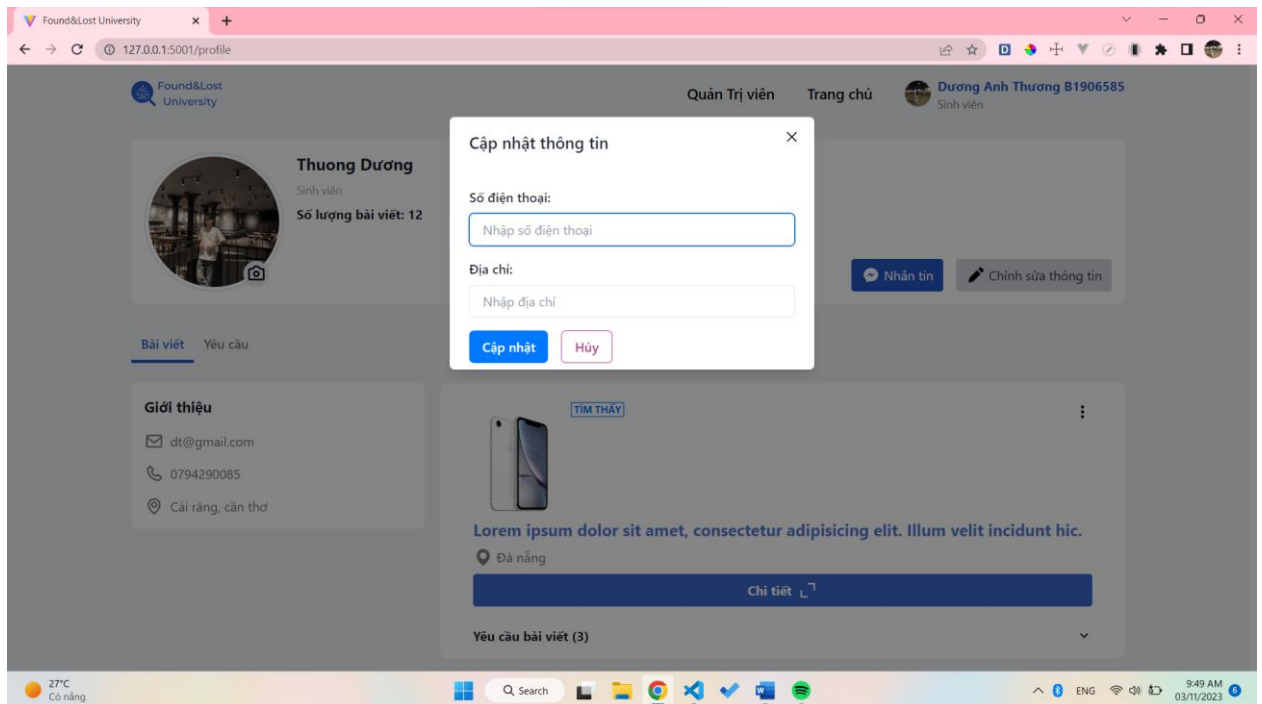 Found&Lost University
127.0.0.1:5001/profile
Found&Lost
University
Quản Trị viên
Trang chủ
Dương Anh Thương B1906585
Sinh viên
Cập nhật thông tin
Số điện thoại:
Nhập số điện thoại
Địa chỉ:
Nhập địa chỉ
Cập nhật
Hủy
Thuong Dương
Sinh viên
Số lượng bài viết: 12
Nhắn tin
Chỉnh sửa thông tin
Bài viết
Yêu cầu
Giới thiệu
dt@gmail.com
0794290085
Cái răng, cần thơ
TÌM THẤY
Lorem ipsum dolor sit amet, consectetur adipisicing elit. Illum velit incidunt hic.
Đà nẵng
Chi tiết
Yêu cầu bài viết (3)
27°C
Có nắng
Search
ENG
9:49 AM
03/11/2023
6